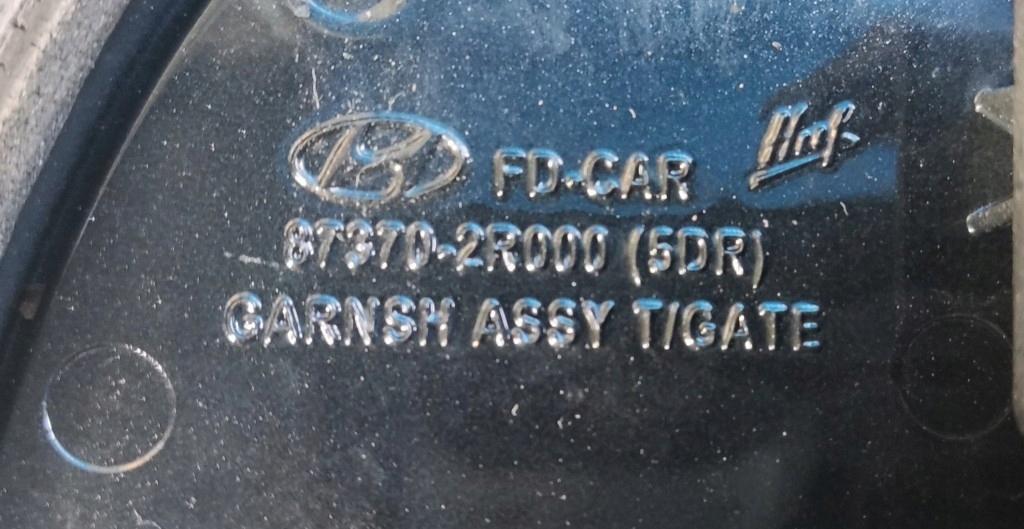 FD-CAR
87370-2R000 (5DR)
GARNSH ASSY T/GATE